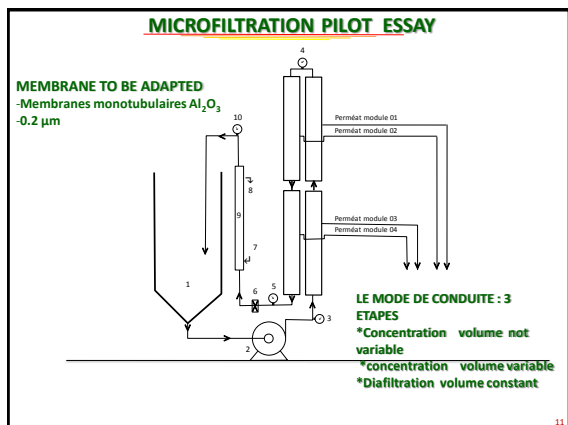 MICROFILTRATION PILOT ESSAY
MEMBRANE TO BE ADAPTED
-Membranes monotubulaires Al₂O₃
-0.2 µm
4
10
Perméat module 01
Perméat module 02
8
9
Perméat module 03
Perméat module 04
7
1
6
5
3
2
LE MODE DE CONDUITE : 3
ETAPES
*Concentration volume not
variable
*concentration volume variable
*Diafiltration volume constant
11